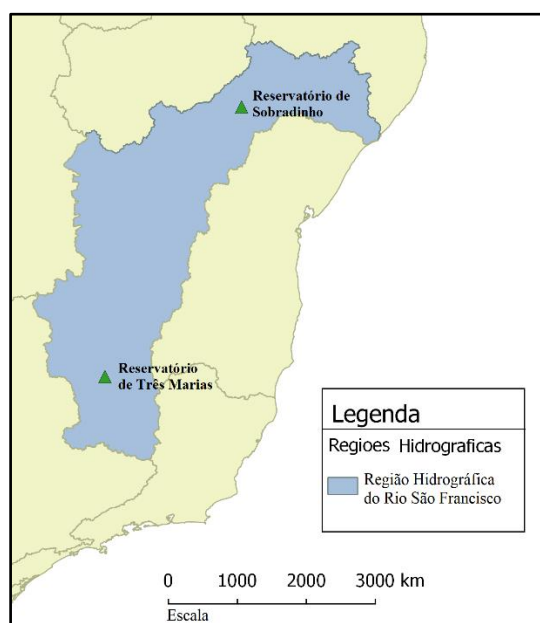 Reservatório de
Sobradinho
Reservatório
de Três Marias
Legenda
Regioes Hidrograficas
Região Hidrográfica
do Rio São Francisco
0 1000 2000 3000 km
Escala